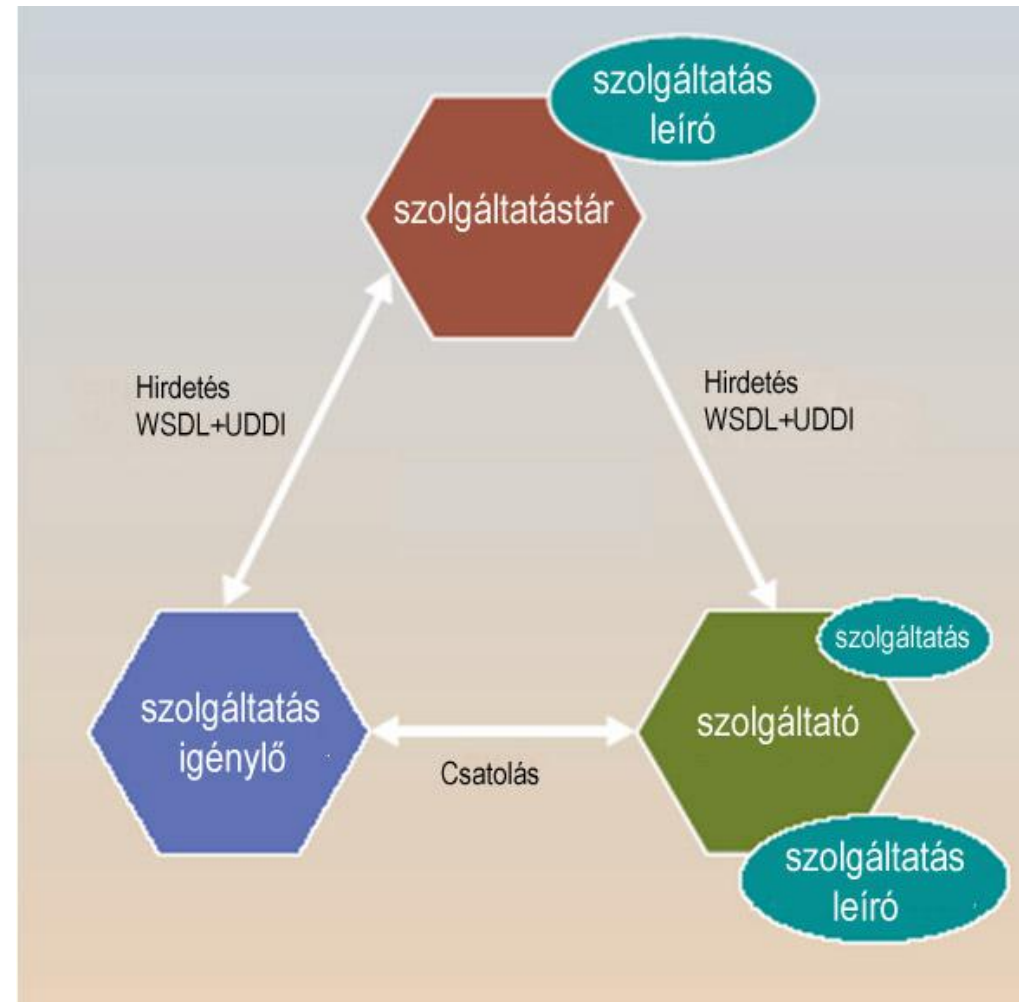 szolgáltatás
leíró
szolgáltatástár
Hirdetés
WSDL+UDDI
Hirdetés
WSDL+UDDI
szolgáltatás
igénylő
Csatolás
szolgáltatás
szolgáltató
szolgáltatás
leíró